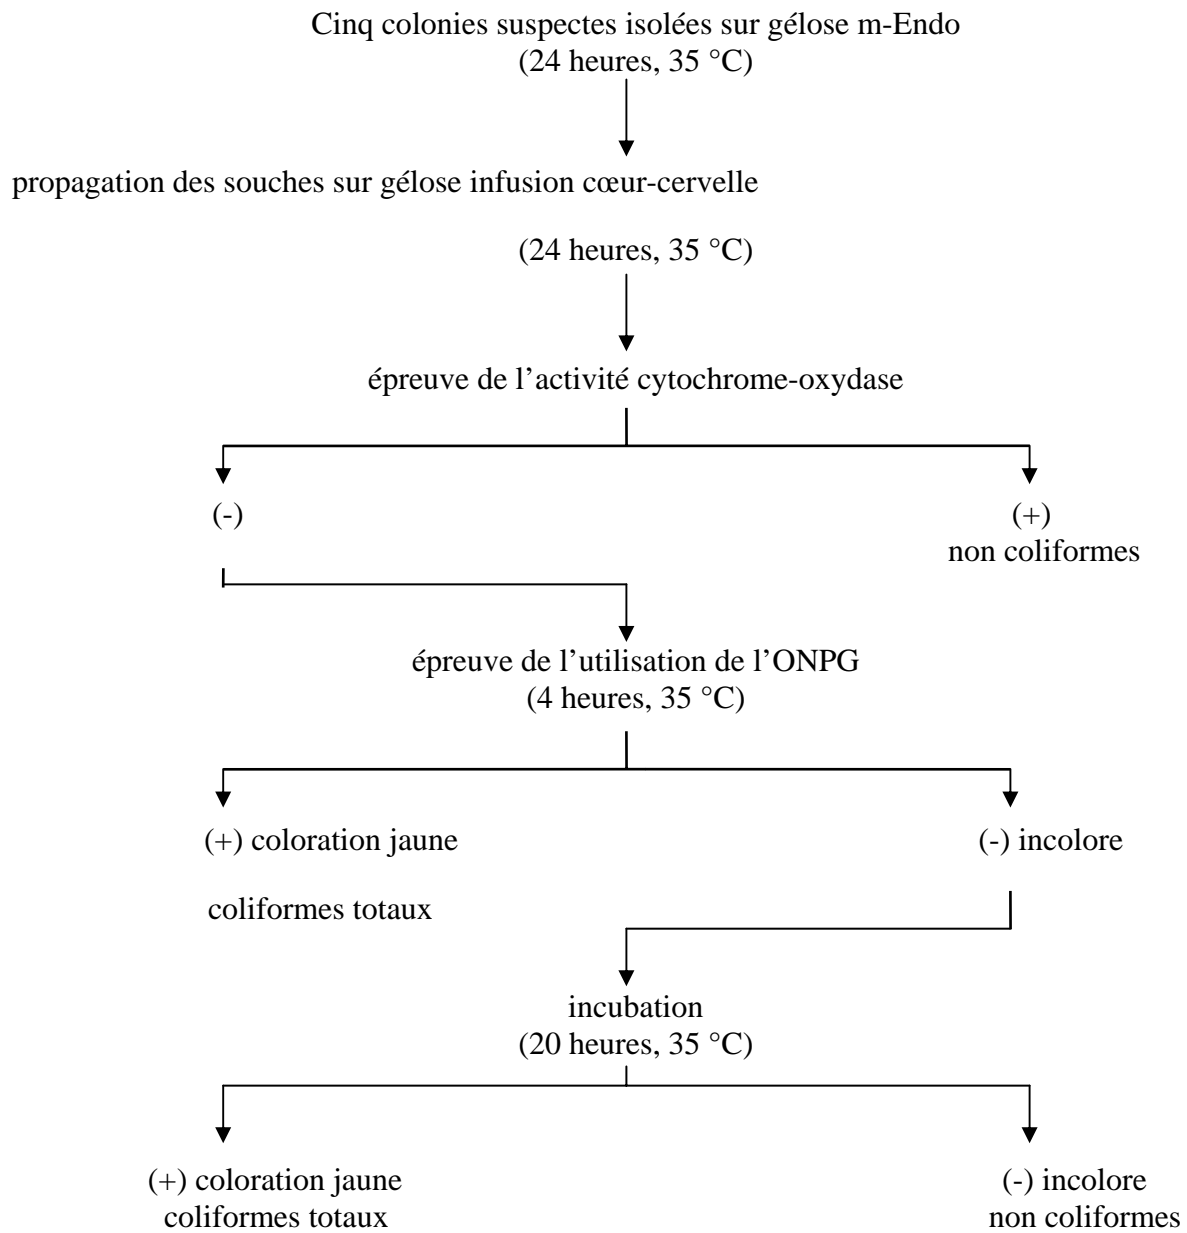 Cinq colonies suspectes isolées sur gélose m-Endo
(24 heures, 35 °C)
propagation des souches sur gélose infusion cœur-cervelle
(24 heures, 35 °C)
épreuve de l’activité cytochrome-oxydase
(-)
(+)
non coliformes
épreuve de l’utilisation de l’ONPG
(4 heures, 35 °C)
(+) coloration jaune
(-) incolore
coliformes totaux
incubation
(20 heures, 35 °C)
(+) coloration jaune
coliformes totaux
(-) incolore
non coliformes